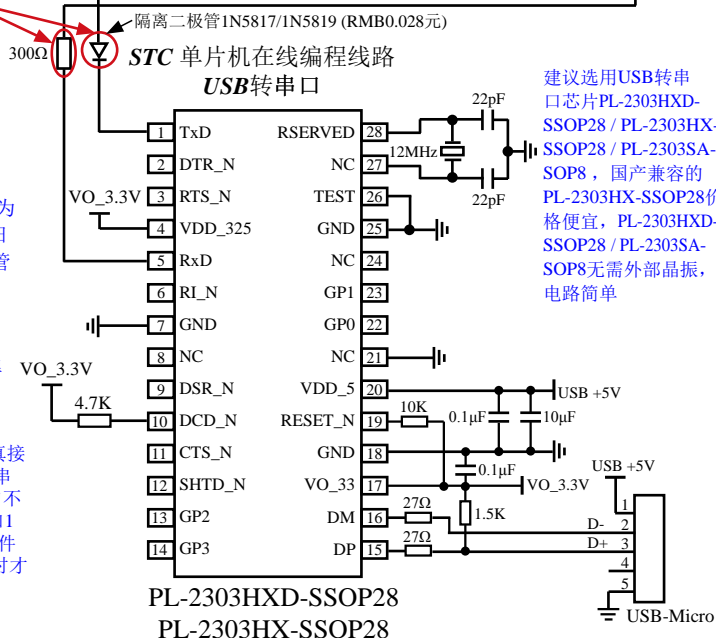 隔离二极管1N5817/1N5819 (RMB0.028元)
300Ω
STC 单片机在线编程线路
USB转串口
建议选用USB转串
口芯片PL-2303HXD-
SSOP28 / PL-2303HX-
SSOP28 / PL-2303SA-
SOP8，国产兼容的
PL-2303HX-SSOP28价
格便宜，PL-2303HXD-
SSOP28 / PL-2303SA-
SOP8无需外部晶振，
电路简单
1 TxD
2 DTR_N
3 RTS_N
4 VDD_325
5 RxD
6 RI_N
7 GND
8 NC
9 DSR_N
10 DCD_N
11 CTS_N
12 SHTD_N
13 GP2
14 GP3
RSERVED 28
NC 27
TEST 26
GND 25
NC 24
GP1 23
GP0 22
NC 21
VDD_5 20
RESET_N 19
GND 18
VO_33 17
DM 16
DP 15
22pF
12MHz
22pF
VO_3.3V
为
管
VO_3.3V
4.7K
接
串
不
1
件
时才
USB +5V
10K
0.1μF
10μF
0.1μF
VO_3.3V
27Ω
27Ω
1.5K
USB +5V
1
D- 2
D+ 3
4
5
USB-Micro
PL-2303HXD-SSOP28
PL-2303HX-SSOP28